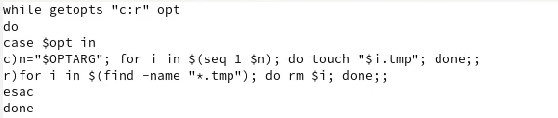 while getopts "c:r" opt
do
case $opt in
c)n="$OPTARG"; for i in $(seq 1 $n); do touch "$i.tmp"; done;;
r)for i in $(find -name "*.tmp"); do rm $i; done;;
esac
done